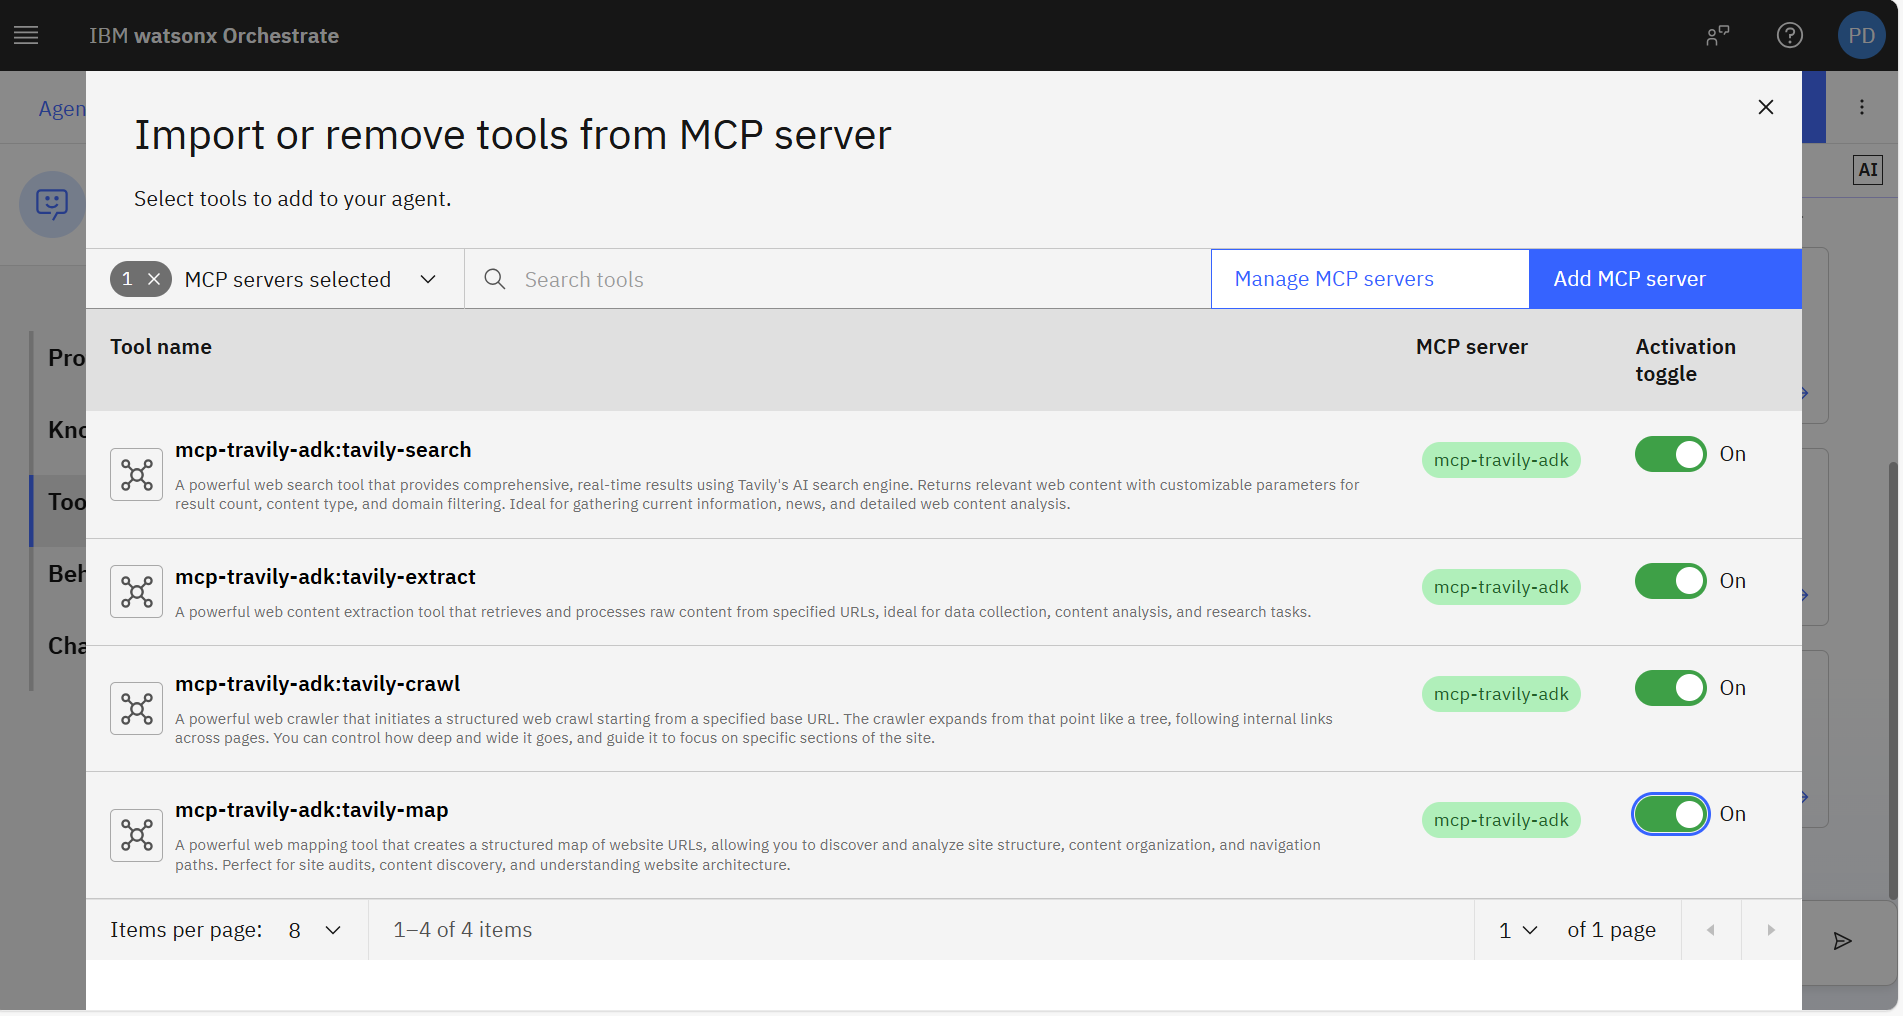 IBM watsonx Orchestrate
PD
Agen
AI
Import or remove tools from MCP server
Select tools to add to your agent.
1 MCP servers selected
Search tools
Manage MCP servers
Add MCP server
Pro
Kno
Too
Beh
Cha
Tool name
MCP server
Activation
toggle
mcp-travily-adk:tavily-search
A powerful web search tool that provides comprehensive, real-time results using Tavily's AI search engine. Returns relevant web content with customizable parameters for
result count, content type, and domain filtering. Ideal for gathering current information, news, and detailed web content analysis.
mcp-travily-adk
On
mcp-travily-adk:tavily-extract
A powerful web content extraction tool that retrieves and processes raw content from specified URLs, ideal for data collection, content analysis, and research tasks.
mcp-travily-adk
On
mcp-travily-adk:tavily-crawl
A powerful web crawler that initiates a structured web crawl starting from a specified base URL. The crawler expands from that point like a tree, following internal links
across pages. You can control how deep and wide it goes, and guide it to focus on specific sections of the site.
mcp-travily-adk
On
mcp-travily-adk:tavily-map
A powerful web mapping tool that creates a structured map of website URLs, allowing you to discover and analyze site structure, content organization, and navigation
paths. Perfect for site audits, content discovery, and understanding website architecture.
mcp-travily-adk
On
Items per page: 8
1–4 of 4 items
1 of 1 page